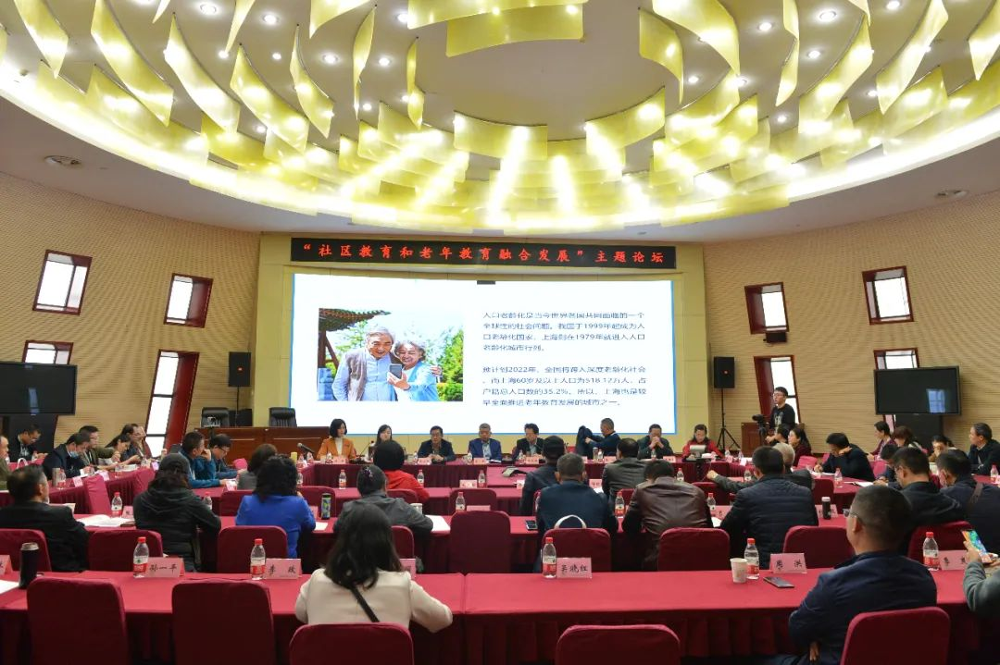 “社区教育和老年教育融合发展”主题论坛
人口老龄化是当今世界各国共同面临的一个
全球性的社会问题。我国于1999年起成为人
口老龄化国家，上海则在1979年就进入人口
老龄化城市行列。
预计到2022年，全国将跨入深度老龄化社会
，而上海60岁及以上人口为518.12万人，占
户籍总人口数的35.2%。所以，上海也是较
早全面推进老年教育发展的城市之一。
孙一平
李政
吴晓红
周洪